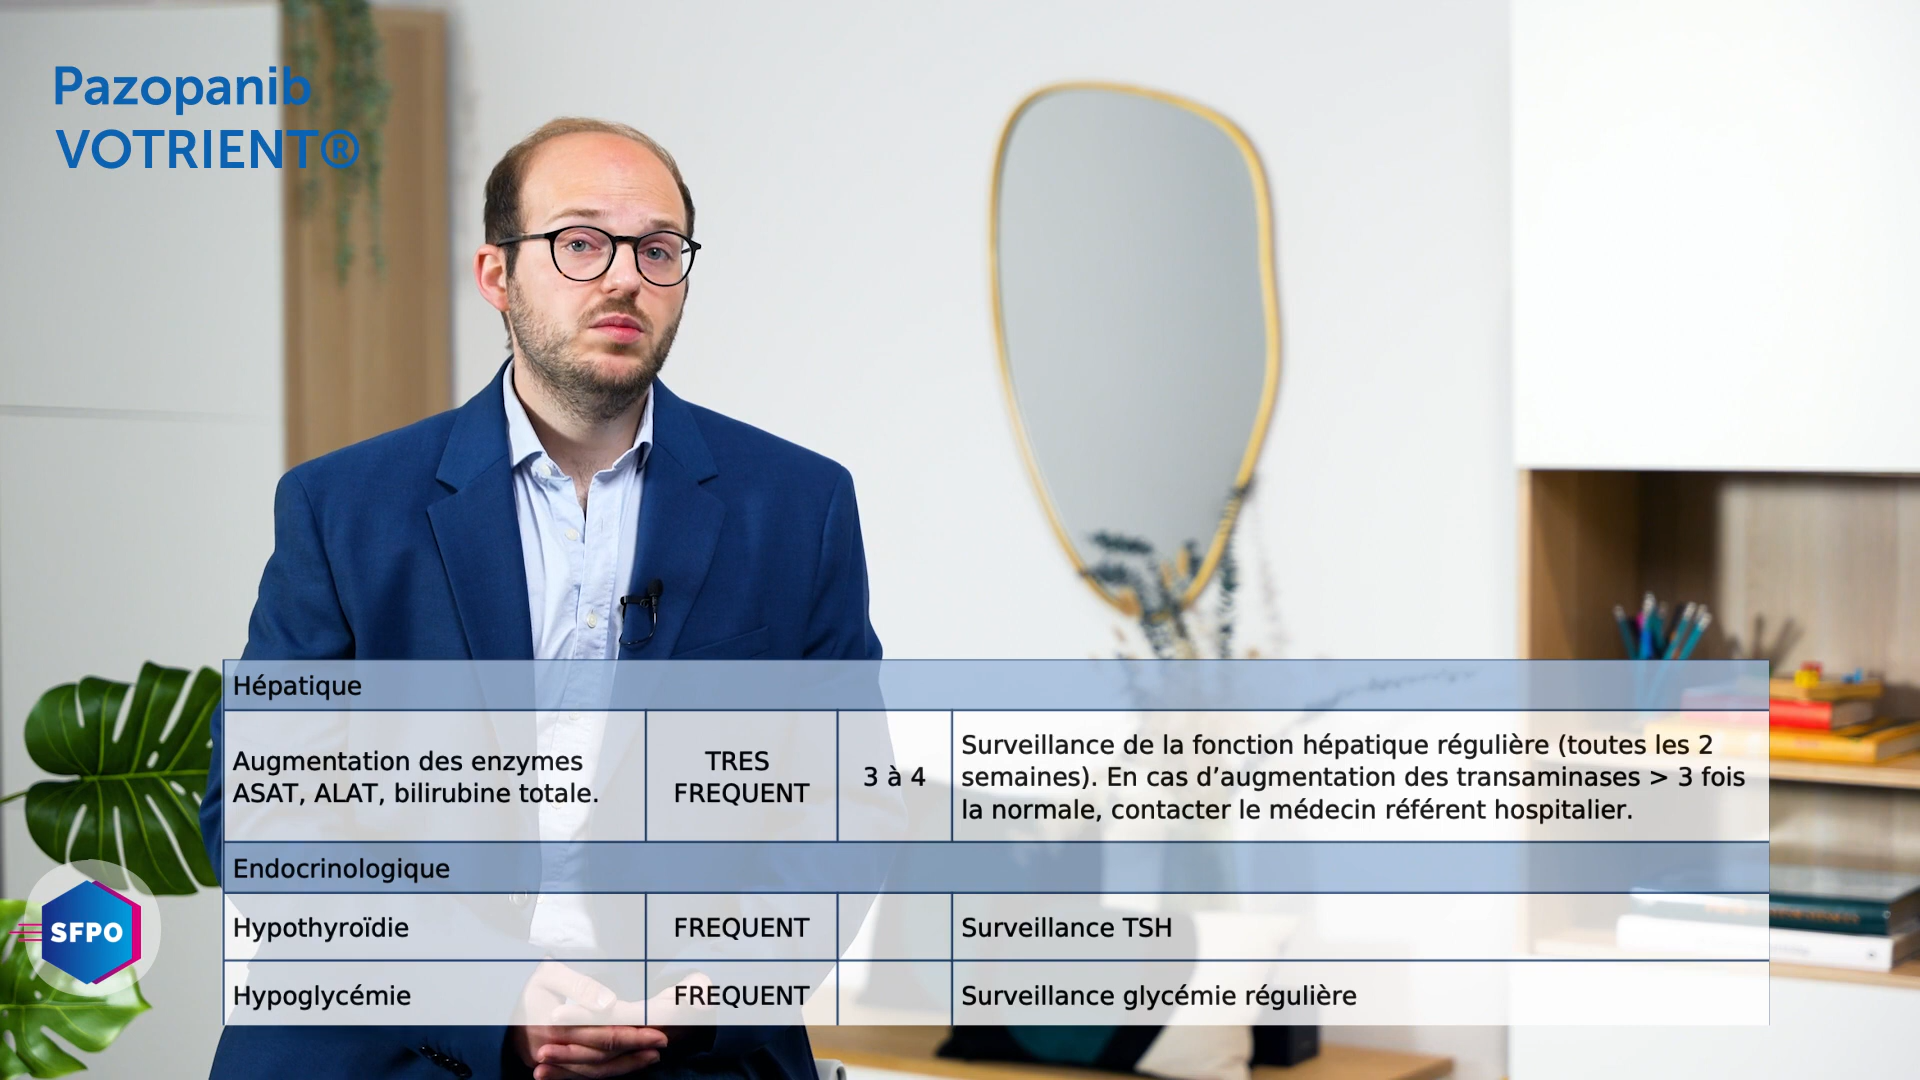 Pazopanib
VOTRIENT®
Hépatique
Augmentation des enzymes
ASAT, ALAT, bilirubine totale.
TRES
FREQUENT
3 à 4
Surveillance de la fonction hépatique régulière (toutes les 2
semaines). En cas d’augmentation des transaminases > 3 fois
la normale, contacter le médecin référent hospitalier.
Endocrinologique
Hypothyroïdie
FREQUENT
Surveillance TSH
Hypoglycémie
FREQUENT
Surveillance glycémie régulière
SFPO